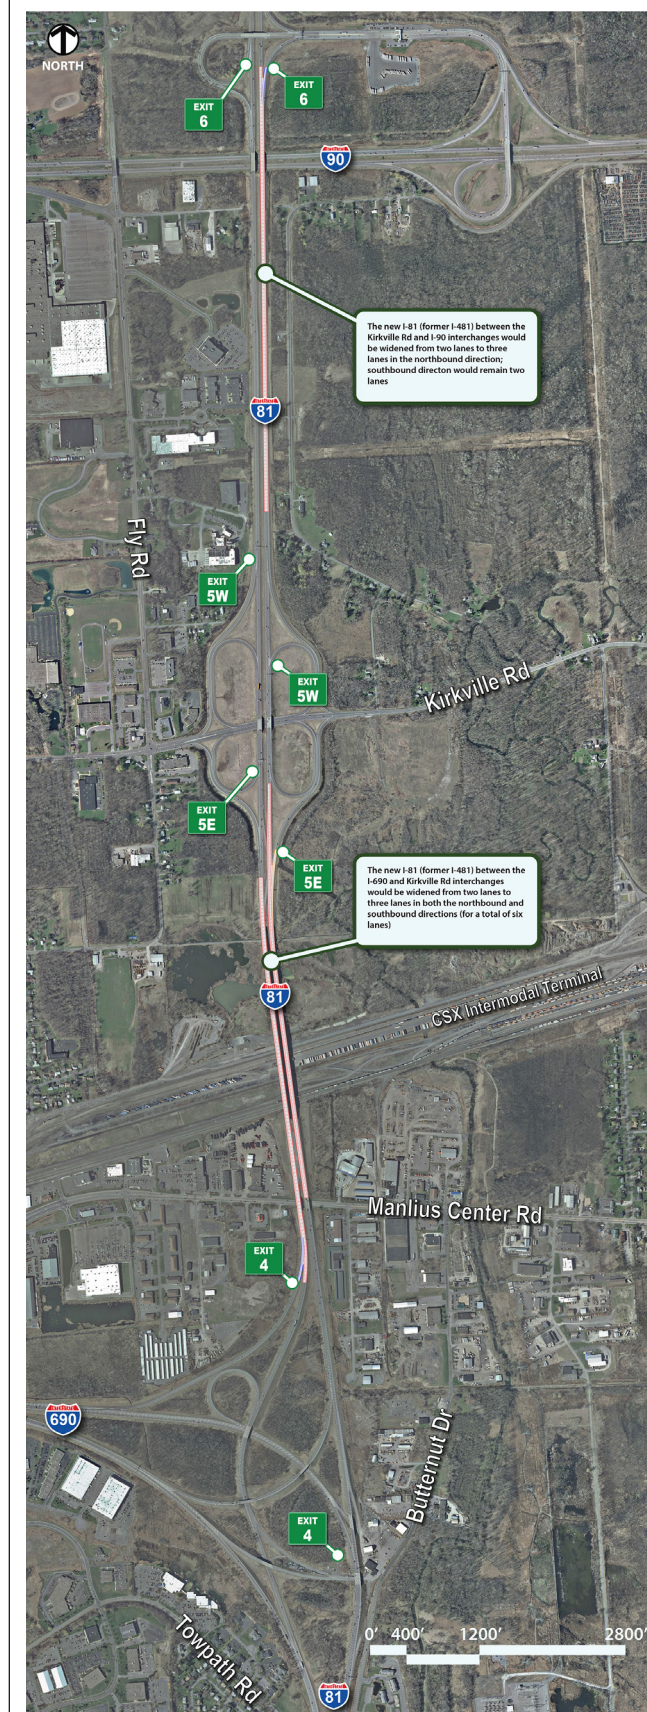 NORTH
EXIT
6
EXIT
6
90
The new I-81 (former I-481) between the
Kirkville Rd and I-90 interchanges would
be widened from two lanes to three
lanes in the northbound direction;
southbound directon would remain two
lanes
81
Fly Rd
EXIT
5W
EXIT
5W
Kirkville Rd
EXIT
5E
EXIT
5E
The new I-81 (former I-481) between the
I-690 and Kirkville Rd interchanges
would be widened from two lanes to
three lanes in both the northbound and
southbound directions (for a total of six
lanes)
81
CSX Intermodal Terminal
Manlius Center Rd
EXIT
4
690
Butternut Dr
EXIT
4
Towpath Rd
0' 400' 1200' 2800'
81